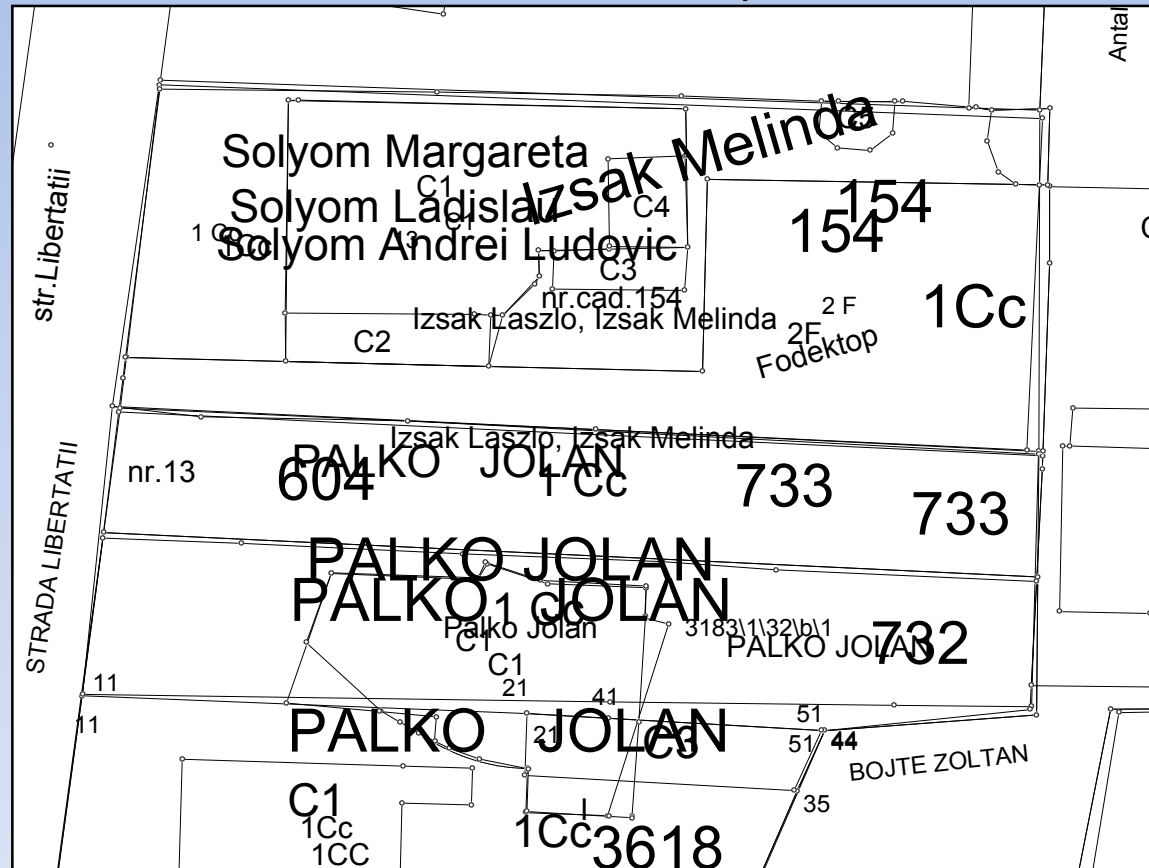 Antal
Izsak Melinda
Solyom Margareta
C1
C4
154
Solyom Ladislau
C1
154
1 Cc
1Cc
13
Solyom Andrei Ludovic
str.Libertatii
C3
nr.cad.154
2 F
1Cc
Izsak Laszlo, Izsak Melinda
2F
C2
Fodektop
Izsak Laszlo, Izsak Melinda
PALKO JOLAN
nr.13
604
1 Cc
733
733
STRADA LIBERTATII
PALKO JOLAN
PALKO JOLAN
1 Cc
Palko Jolan
3183\1\32\b\1
C1
PALKO JOLAN
732
C1
11
21
41
51
11
PALKO JOLAN
21
C3
51
44
BOJTE ZOLTAN
C1
35
1Cc
1Cc
3618
1CC